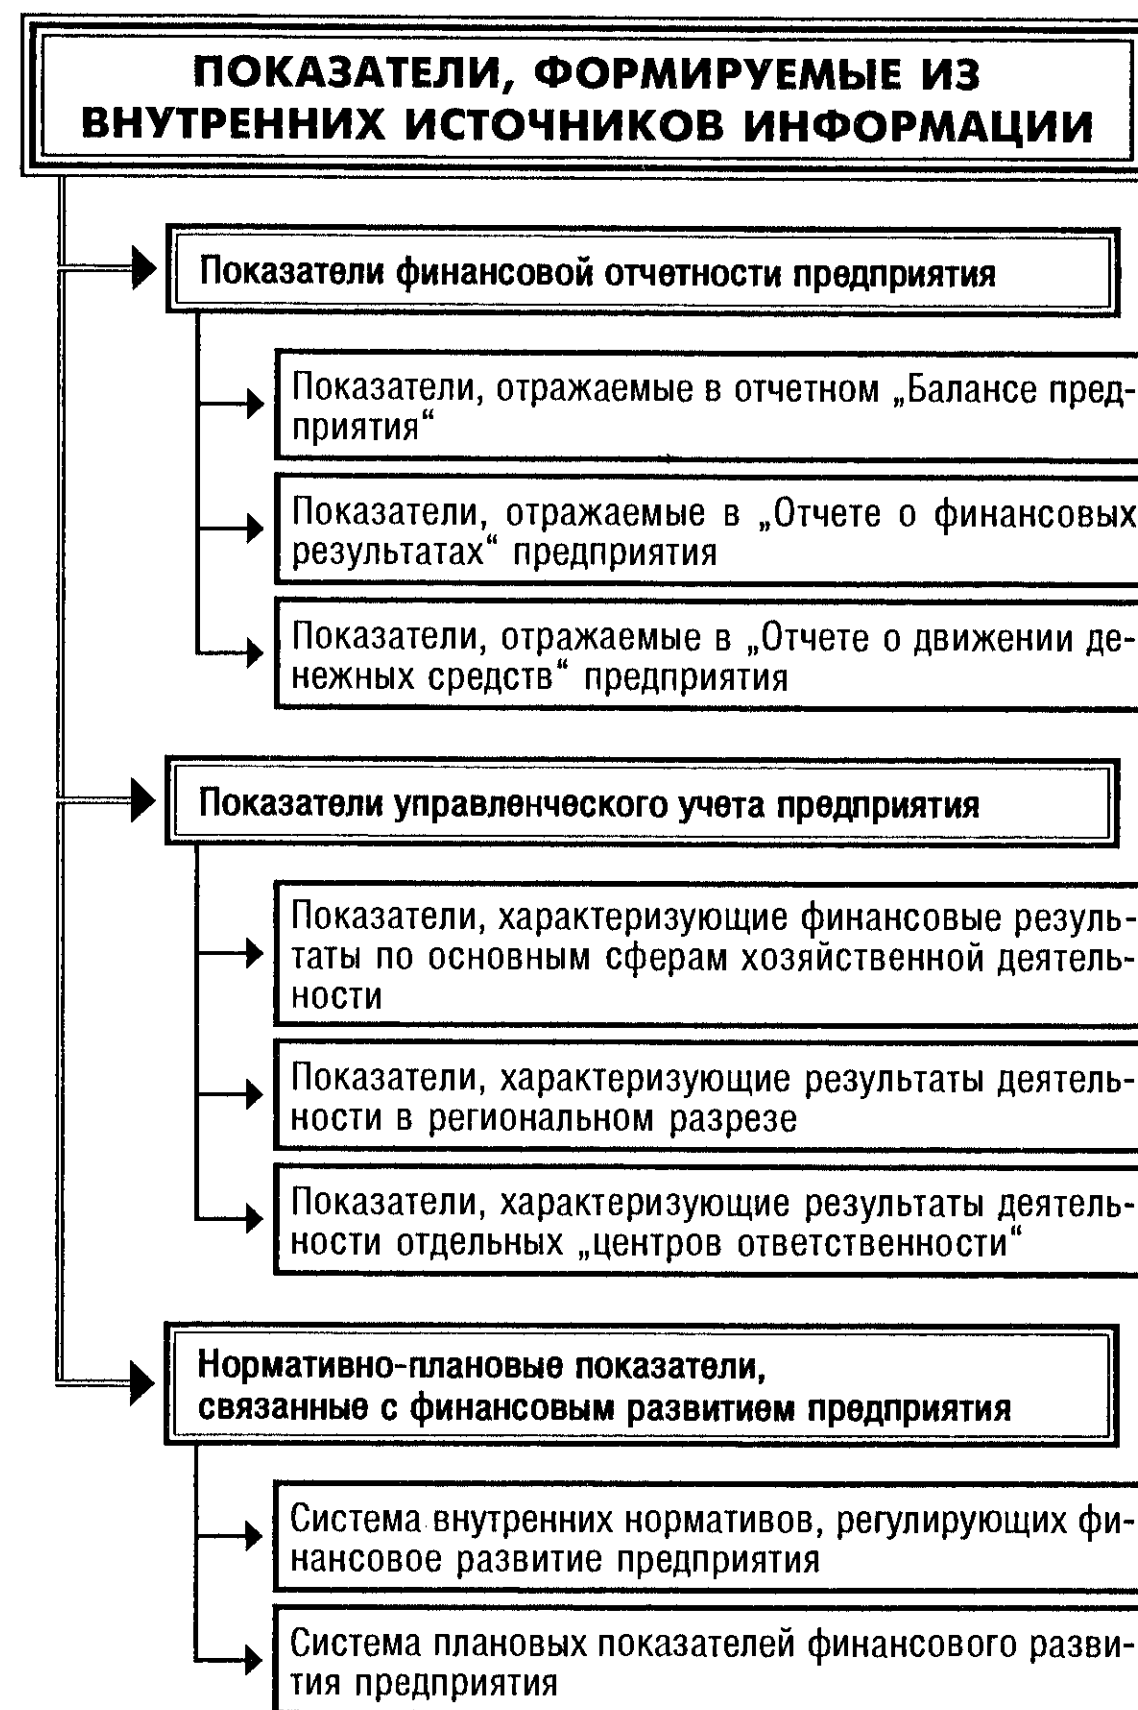 ПОКАЗАТЕЛИ, ФОРМИРУЕМЫЕ ИЗ
ВНУТРЕННИХ ИСТОЧНИКОВ ИНФОРМАЦИИ
Показатели финансовой отчетности предприятия
Показатели, отражаемые в отчетном „Балансе пред-
приятия“
Показатели, отражаемые в „Отчете о финансовых
результатах“ предприятия
Показатели, отражаемые в „Отчете о движении де-
нежных средств“ предприятия
Показатели управленческого учета предприятия
Показатели, характеризующие финансовые резуль-
таты по основным сферам хозяйственной деятель-
ности
Показатели, характеризующие результаты деятель-
ности в региональном разрезе
Показатели, характеризующие результаты деятель-
ности отдельных „центров ответственности“
Нормативно-плановые показатели,
связанные с финансовым развитием предприятия
Система внутренних нормативов, регулирующих фи-
нансовое развитие предприятия
Система плановых показателей финансового разви-
тия предприятия